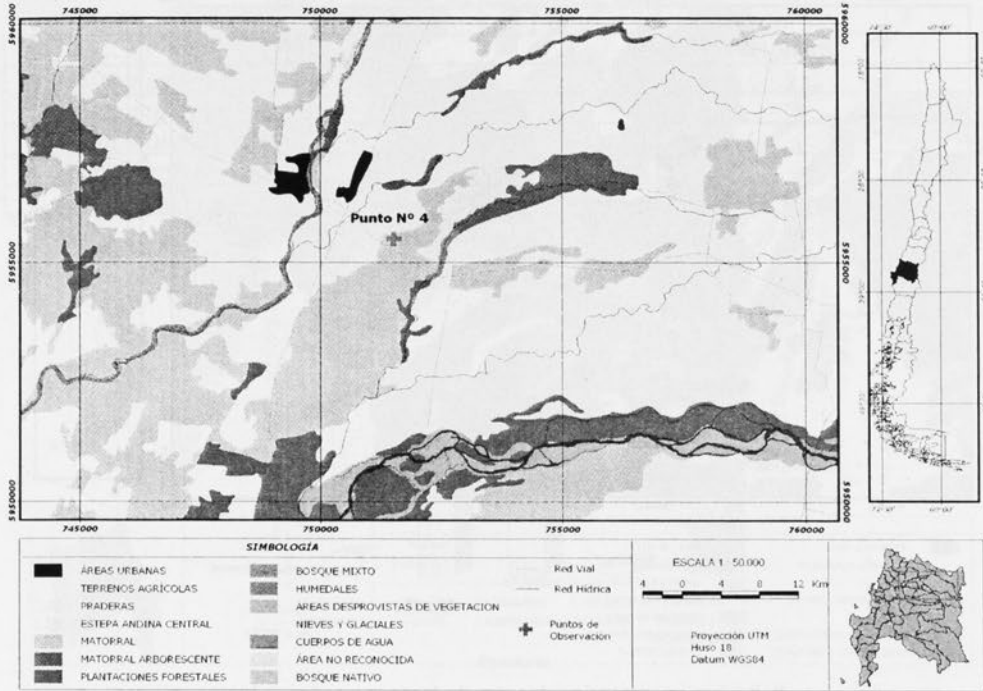 745000 750000 755000 760000
5960000
5960000
Punto Nº 4
5955000
5955000
5950000
5950000
745000 750000 755000 760000
SIMBOLOGÍA
ÁREAS URBANAS
TERRENOS AGRÍCOLAS
PRADERAS
ESTEPA ANDINA CENTRAL
MATORRAL
MATORRAL ARBORESCENTE
PLANTACIONES FORESTALES
BOSQUE MIXTO
HUMEDALES
AREAS DESPROVISTAS DE VEGETACION
NIEVES Y GLACIALES
CUERPOS DE AGUA
ÁREA NO RECONOCIDA
BOSQUE NATIVO
Red Vial
Red Hídrica
Puntos de
Observación
ESCALA 1 : 50.000
4 0 4 8 12 Km
Proyección UTM
Huso 18
Datum WGS84